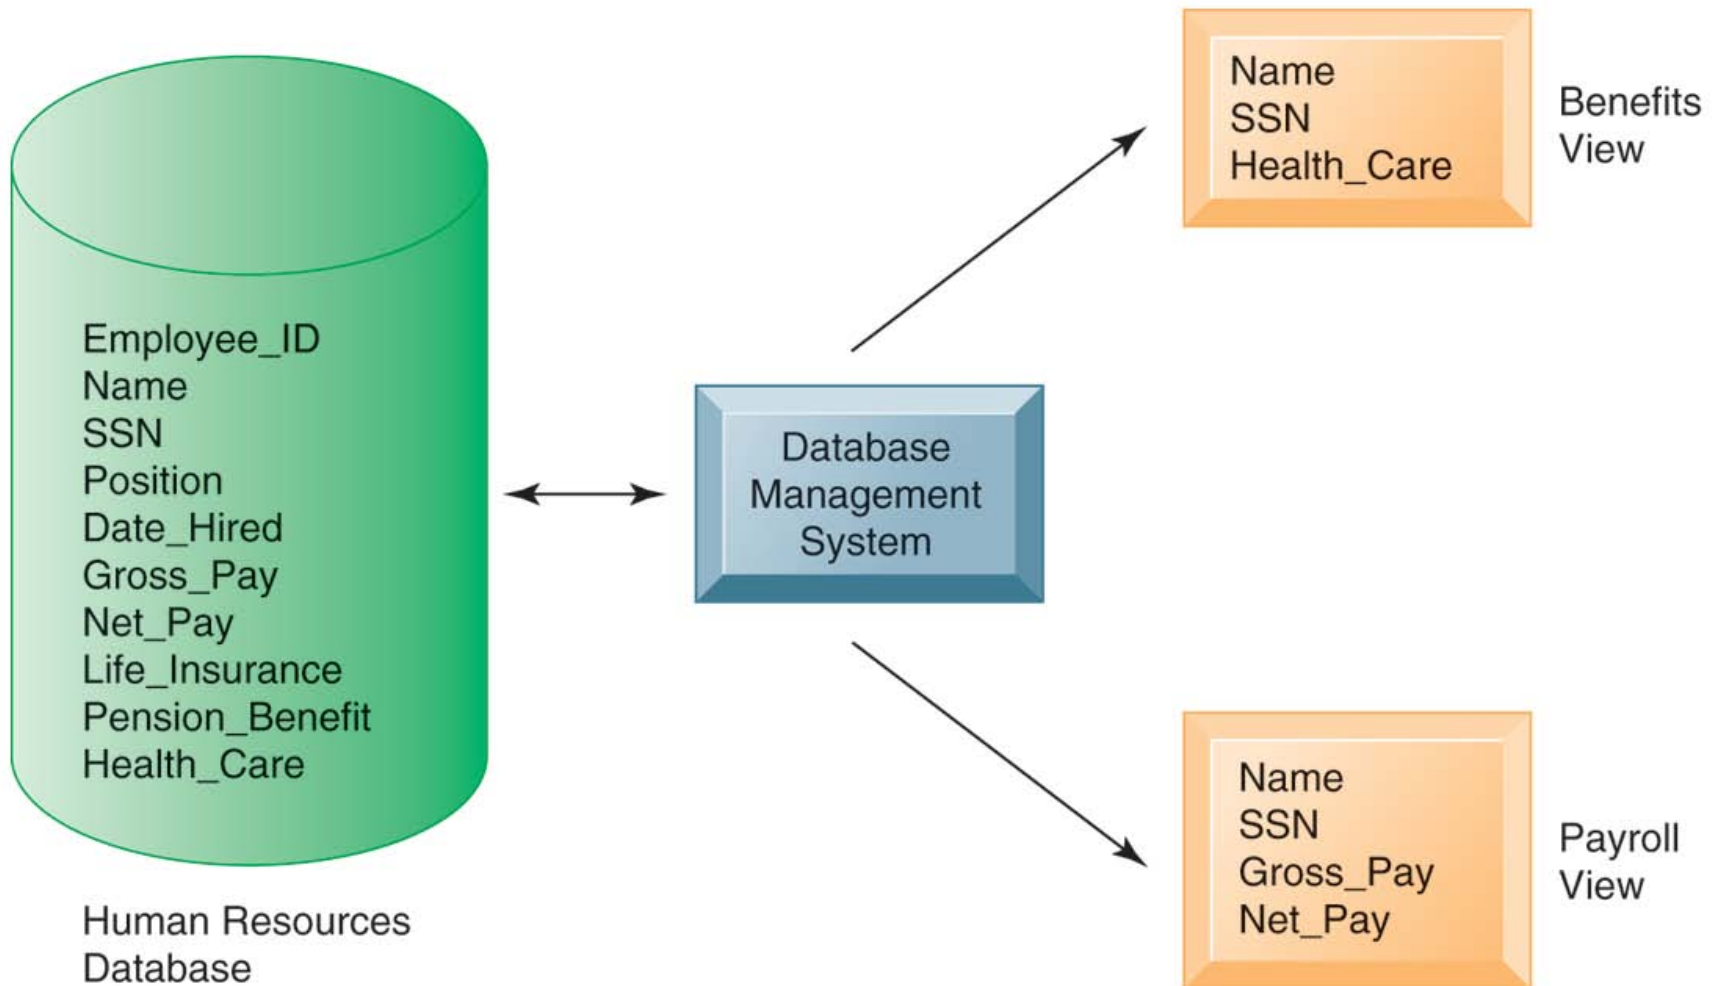 Employee_ID
Name
SSN
Position
Date_Hired
Gross_Pay
Net_Pay
Life_Insurance
Pension_Benefit
Health_Care
Human Resources
Database
Database
Management
System
Name
SSN
Health_Care
Benefits
View
Name
SSN
Gross_Pay
Net_Pay
Payroll
View